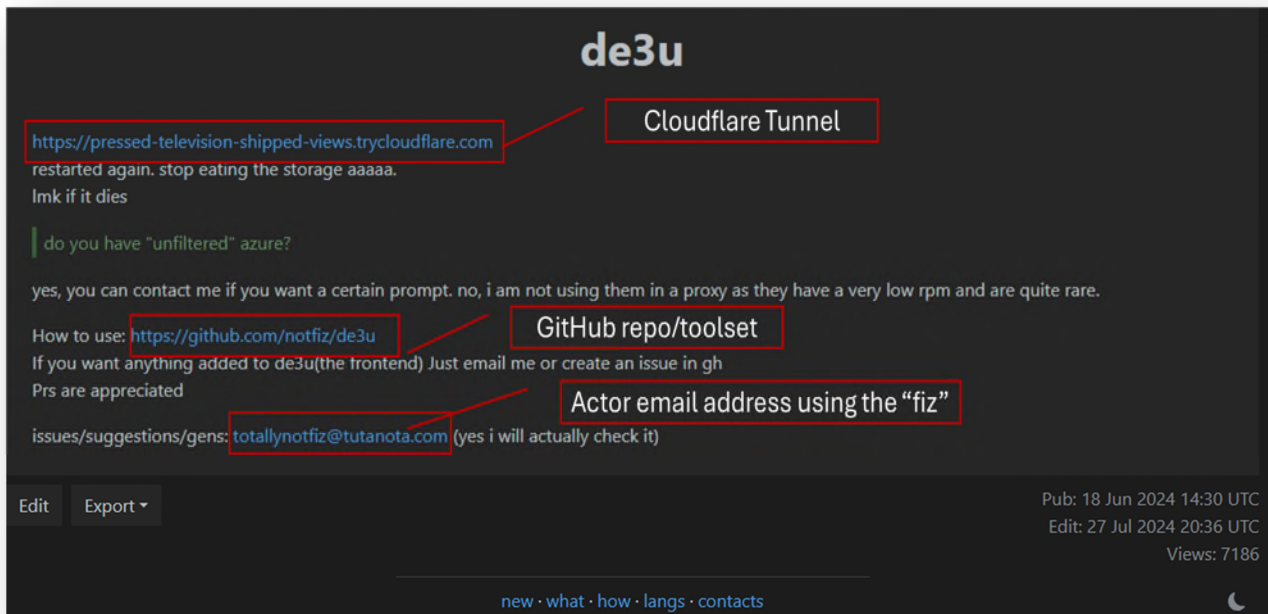 de3u
Cloudflare Tunnel
https://pressed-television-shipped-views.trycloudflare.com
restarted again. stop eating the storage aaaaa.
lmk if it dies
do you have "unfiltered" azure?
yes, you can contact me if you want a certain prompt. no, i am not using them in a proxy as they have a very low rpm and are quite rare.
GitHub repo/toolset
How to use: https://github.com/notfiz/de3u
If you want anything added to de3u(the frontend) Just email me or create an issue in gh
Prs are appreciated
Actor email address using the “fiz”
issues/suggestions/gens: totallynotfiz@tutanota.com (yes i will actually check it)
Edit Export
Pub: 18 Jun 2024 14:30 UTC
Edit: 27 Jul 2024 20:36 UTC
Views: 7186
new · what · how · langs · contacts